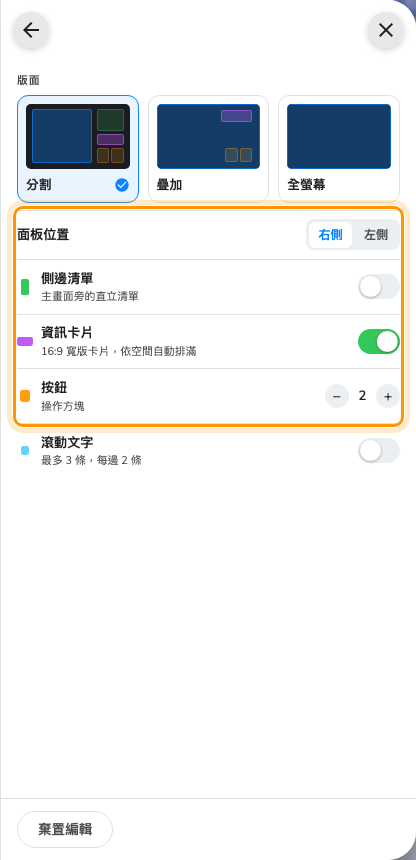 版面
分割
疊加
全螢幕
面板位置
右側
左側
側邊清單
主畫面旁的直立清單
資訊卡片
16:9 寬版卡片，依空間自動排滿
按鈕
操作方塊
− 2 +
滾動文字
最多 3 條，每邊 2 條
棄置編輯